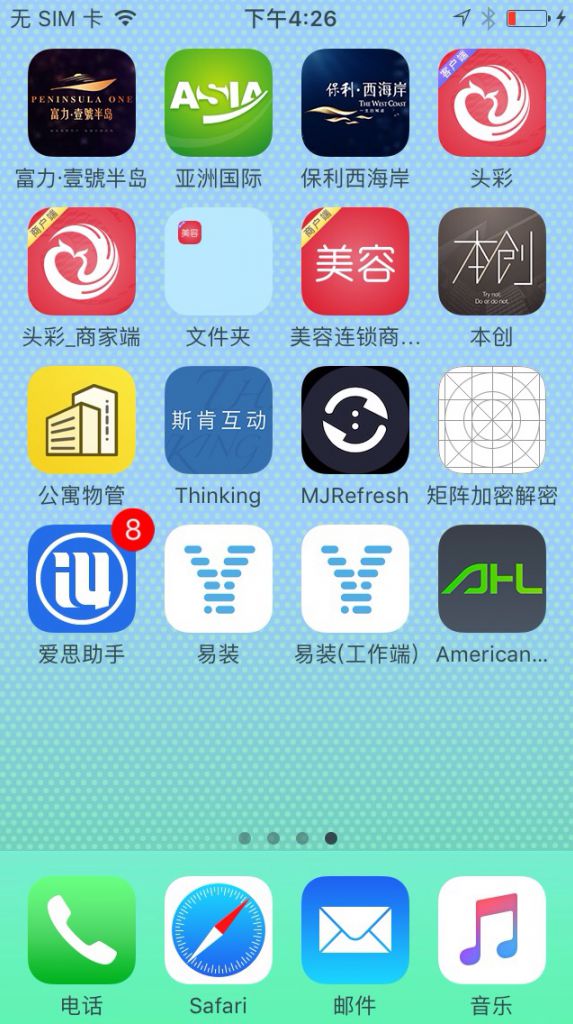 无 SIM 卡 下午4:26
PENINSULA ONE
富力·壹號半岛
ASIA
保利·西海岸
THE WEST COAST
客户端
富力·壹號半岛 亚洲国际 保利西海岸 头彩
商户端
美容
商户端
美容
本创
Try not.
Do or do not.
头彩_商家端 文件夹 美容连锁商... 本创
斯肯互动
THINKING
公寓物管 Thinking MJRefresh 矩阵加密解密
8
AHL
爱思助手 易装 易装(工作端) American...
电话 Safari 邮件 音乐